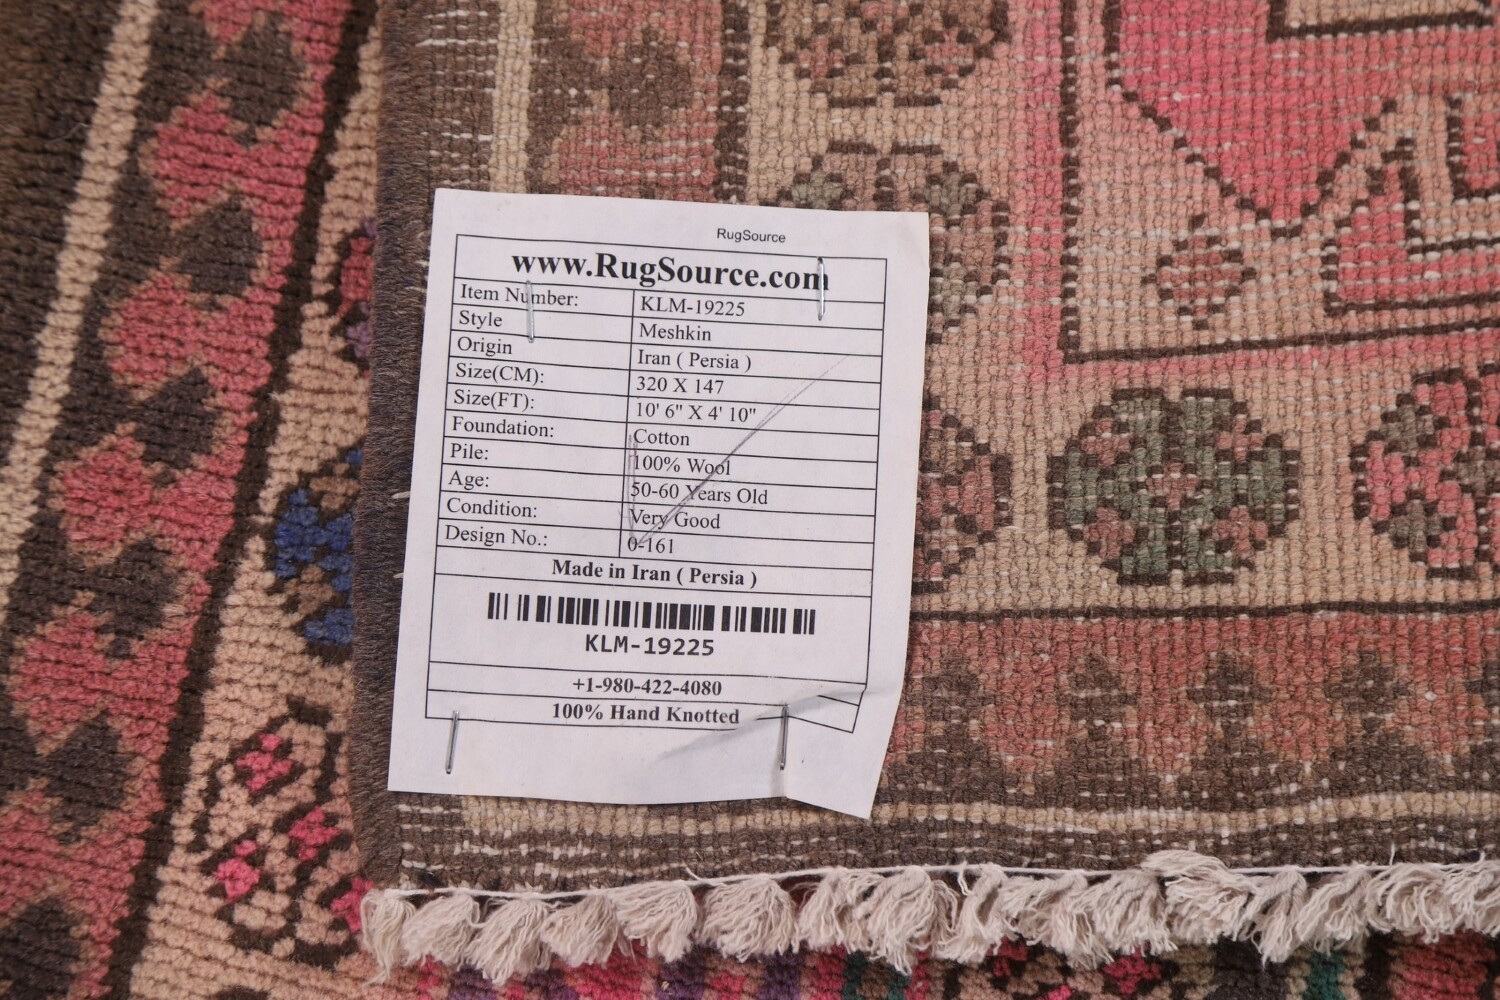 RugSource
www.RugSource.com
Item Number: KLM-19225
Style Meshkin
Origin Iran ( Persia )
Size(CM): 320 X 147
Size(FT): 10' 6" X 4' 10"
Foundation: Cotton
Pile: 100% Wool
Age: 50-60 Years Old
Condition: Very Good
Design No.: 0-161
Made in Iran ( Persia )
KLM-19225
+1-980-422-4080
100% Hand Knotted